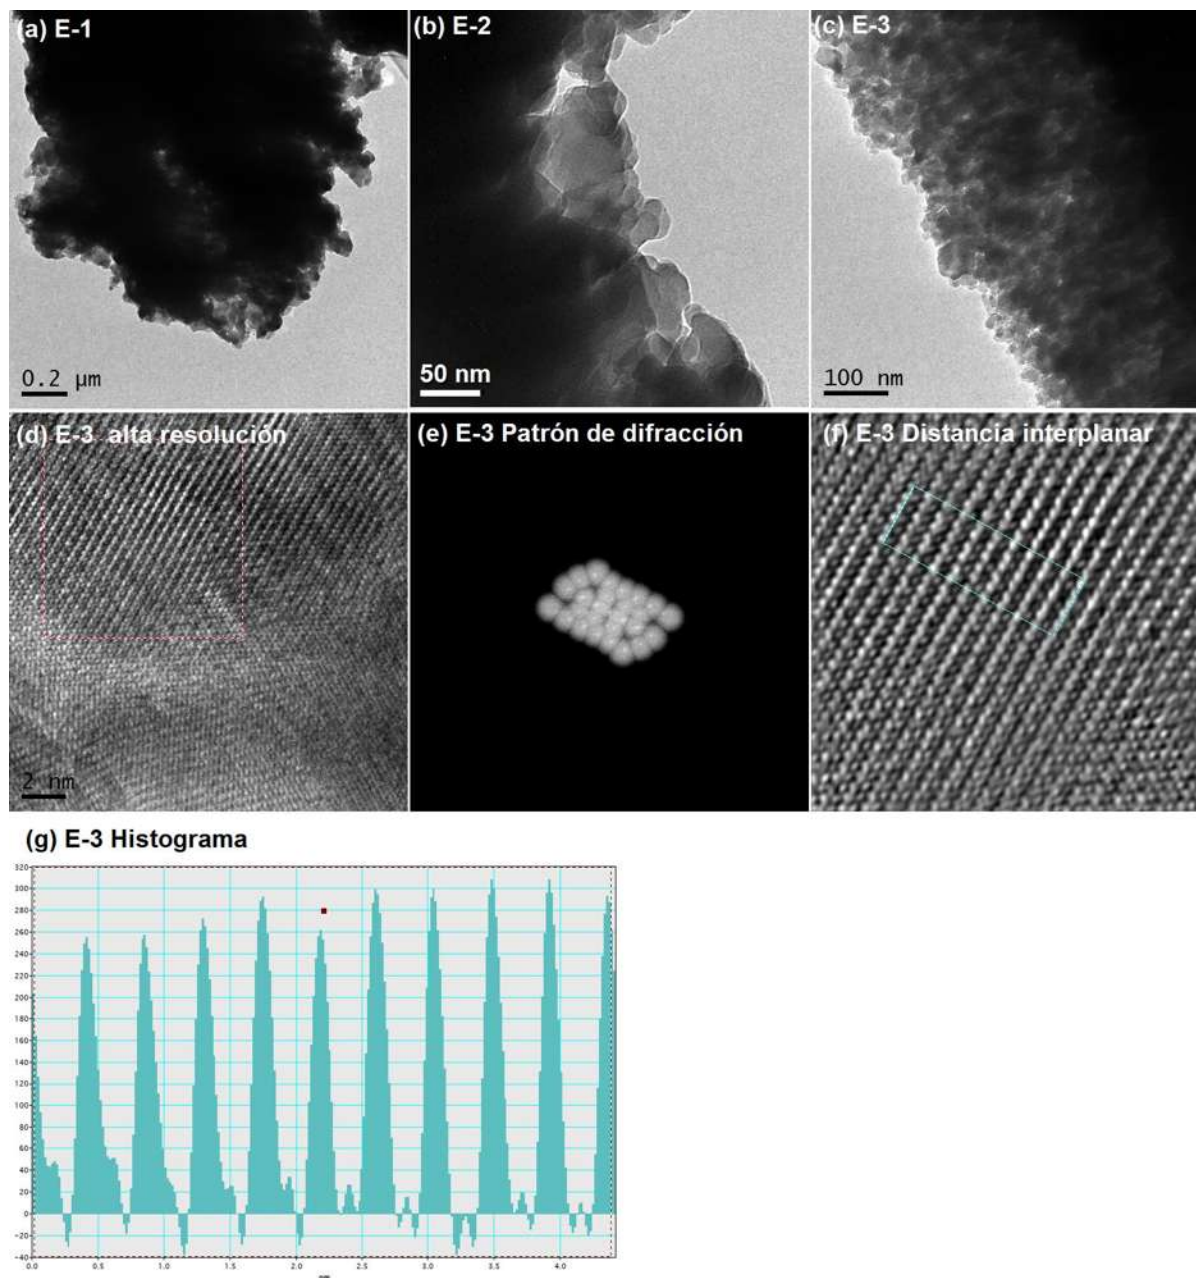 (a) E-1
0.2 µm
(b) E-2
50 nm
(c) E-3
100 nm
(d) E-3 alta resolución
2 nm
(e) E-3 Patrón de difracción
(f) E-3 Distancia interplanar
(g) E-3 Histograma
320
300
280
260
240
220
200
180
160
140
120
100
80
60
40
20
0
-20
-40
0.0 0.5 1.0 1.5 2.0 2.5 3.0 3.5 4.0